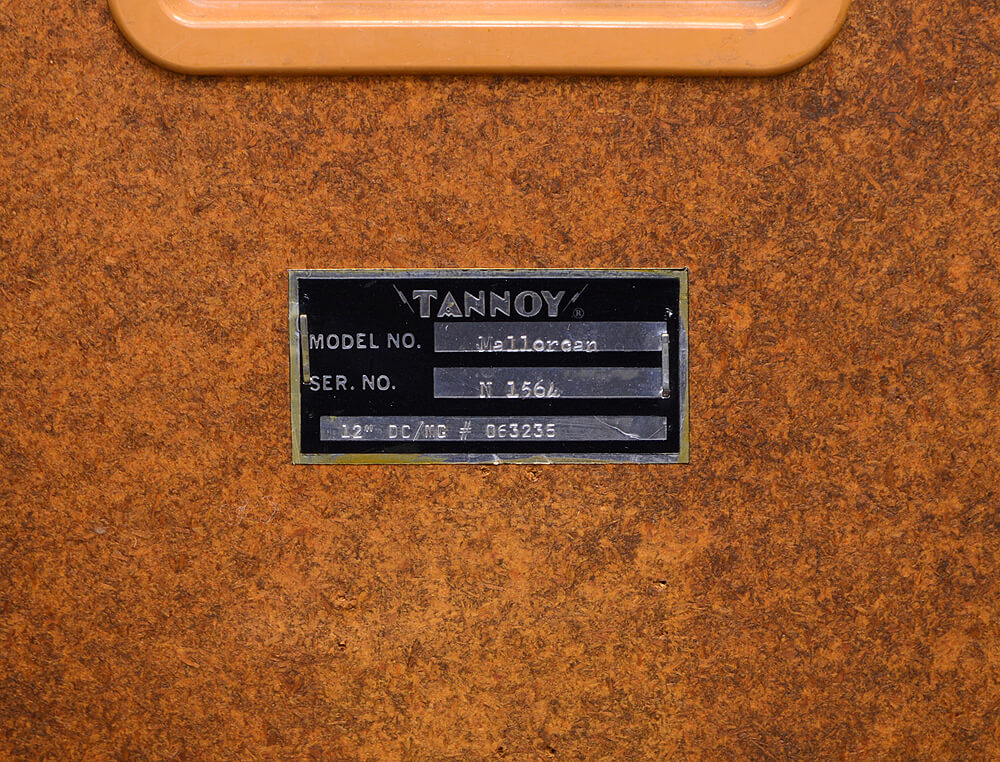 TANNOY®
MODEL NO. Mallorcan
SER. NO. N 1564
12" DC/MG # 063235